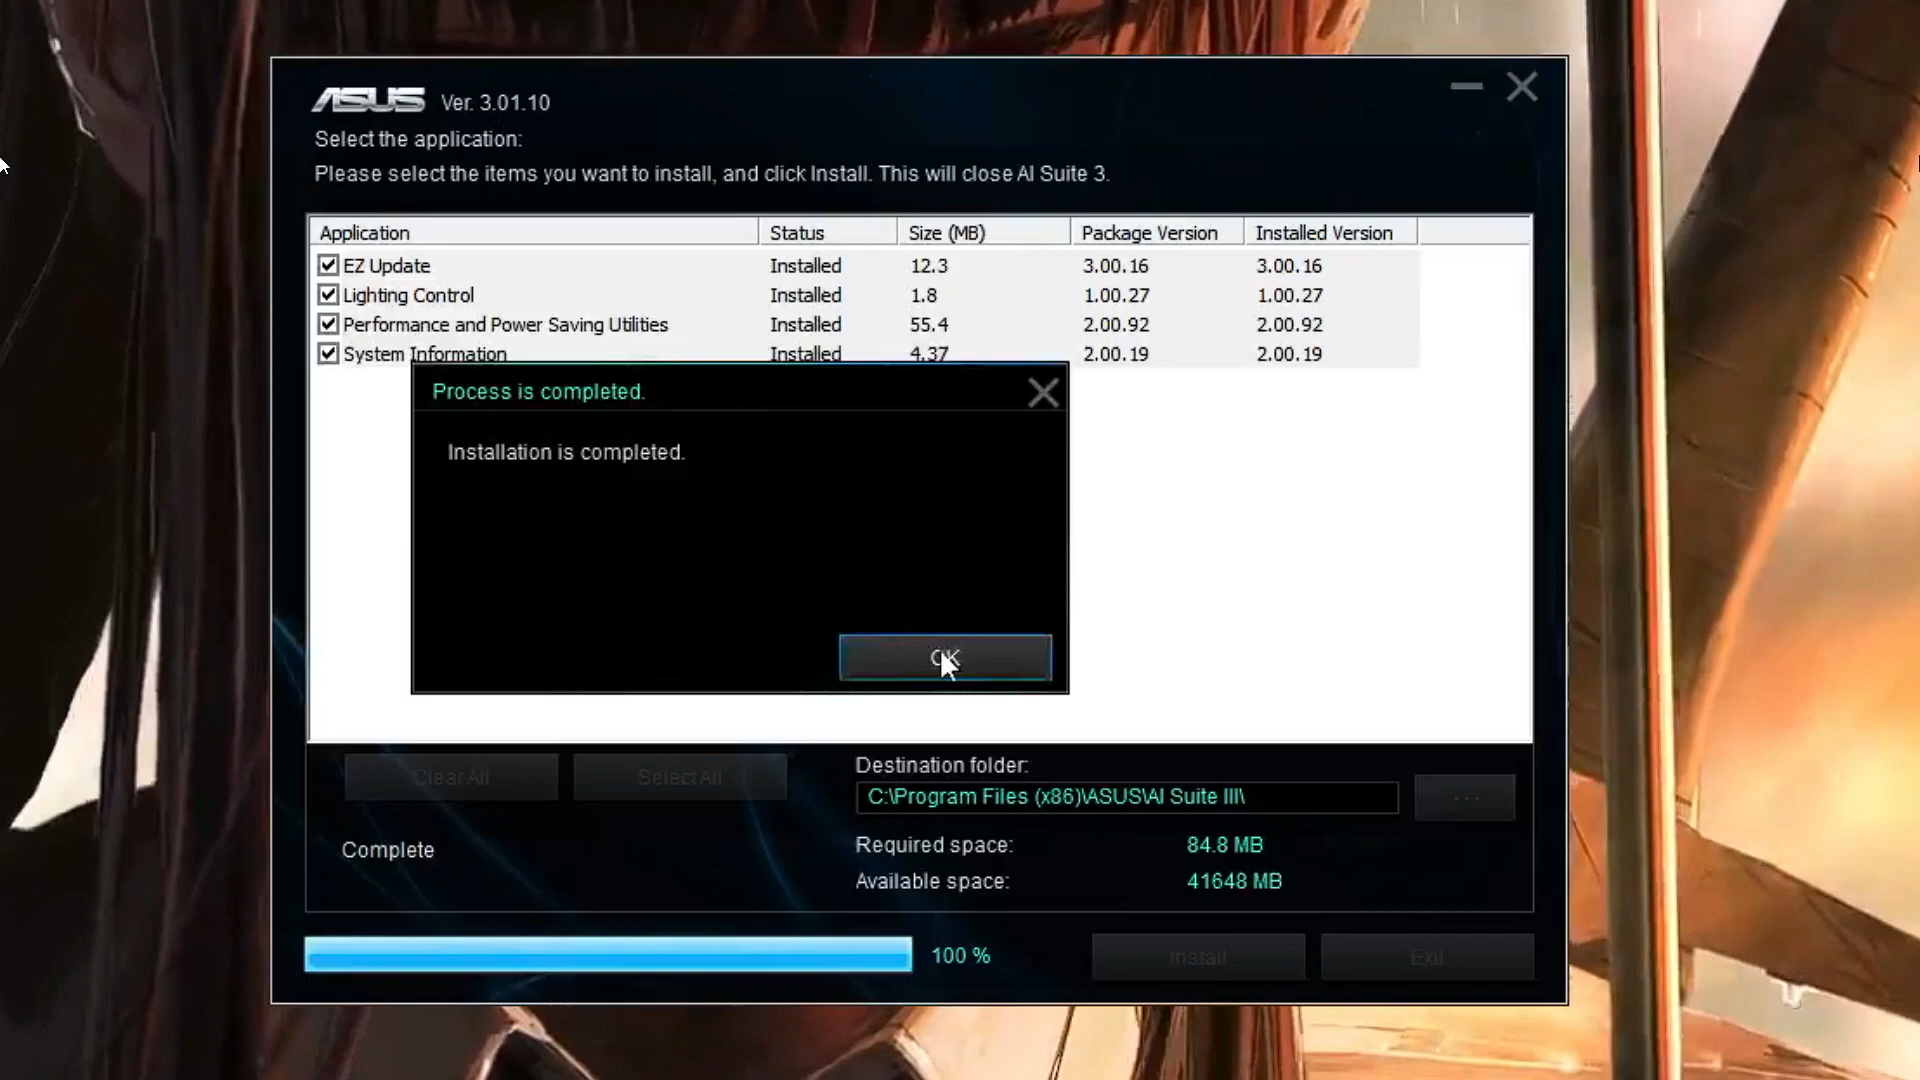 ASUS Ver. 3.01.10
Select the application:
Please select the items you want to install, and click Install. This will close AI Suite 3.
Application Status Size (MB) Package Version Installed Version
EZ Update Installed 12.3 3.00.16 3.00.16
Lighting Control Installed 1.8 1.00.27 1.00.27
Performance and Power Saving Utilities Installed 55.4 2.00.92 2.00.92
System Information Installed 4.37 2.00.19 2.00.19
Process is completed.
Installation is completed.
OK
Clear All Select All
Destination folder:
C:\Program Files (x86)\ASUS\AI Suite III\
...
Complete
Required space: 84.8 MB
Available space: 41648 MB
100 %
Install Exit